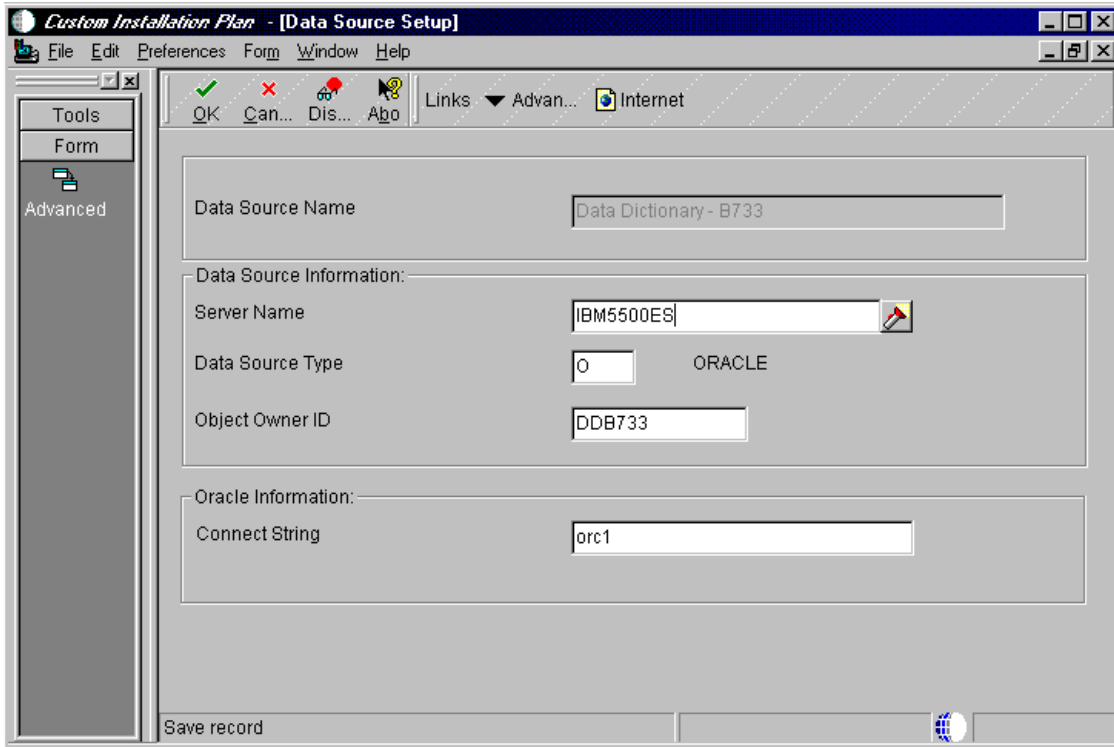 Custom Installation Plan - [Data Source Setup]
File Edit Preferences Form Window Help
Tools
Form
Advanced
OK Can... Dis... Abo Links Advan... Internet
Data Source Name Data Dictionary - B733
Data Source Information:
Server Name IBM5500ES
Data Source Type O ORACLE
Object Owner ID DDB733
Oracle Information:
Connect String orc1
Save record